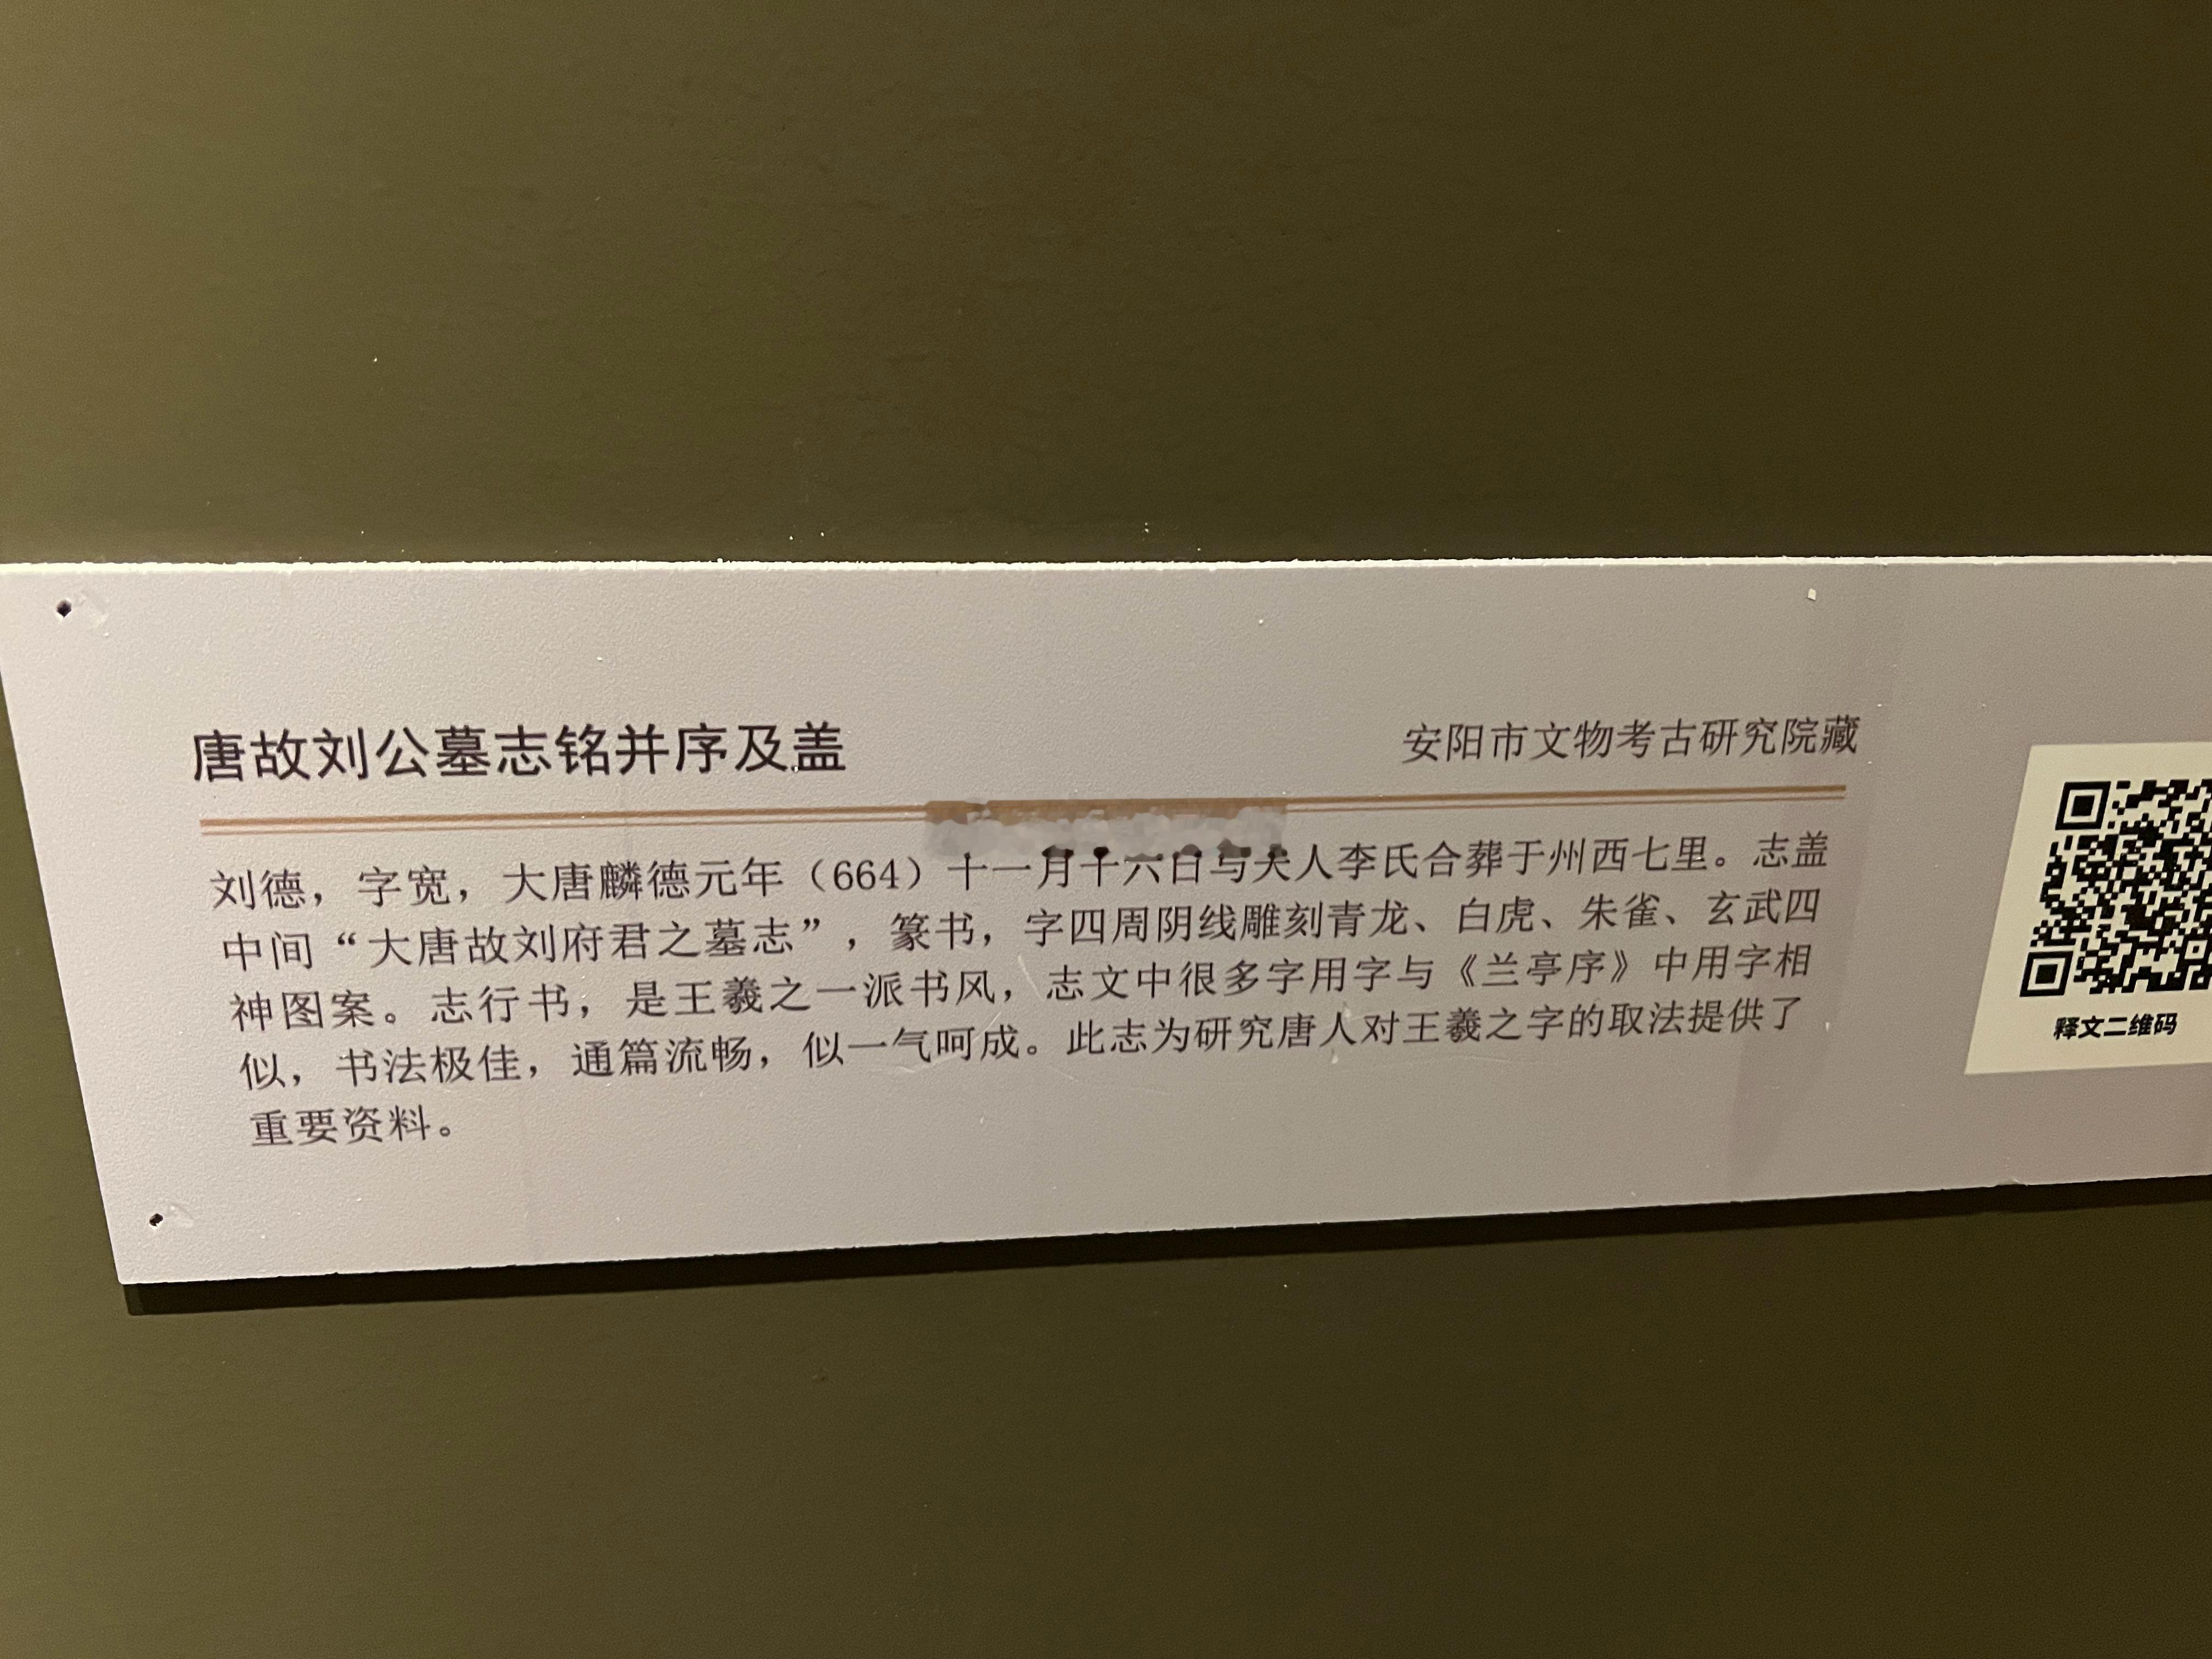 唐故刘公墓志铭并序及盖
安阳市文物考古研究院藏
刘德，字宽，大唐麟德元年（664）十一月十六日与夫人李氏合葬于州西七里。志盖
中间“大唐故刘府君之墓志”，篆书，字四周阴线雕刻青龙、白虎、朱雀、玄武四
神图案。志行书，是王羲之一派书风，志文中很多字用字与《兰亭序》中用字相
似，书法极佳，通篇流畅，似一气呵成。此志为研究唐人对王羲之字的取法提供了
重要资料。
释文二维码